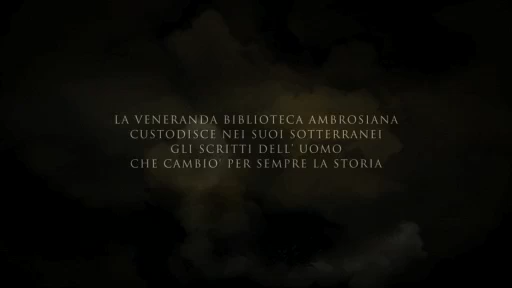 LA VENERANDA BIBLIOTECA AMBROSIANA
CUSTODISCE NEI SUOI SOTTERRANEI
GLI SCRITTI DELL' UOMO
CHE CAMBIO' PER SEMPRE LA STORIA